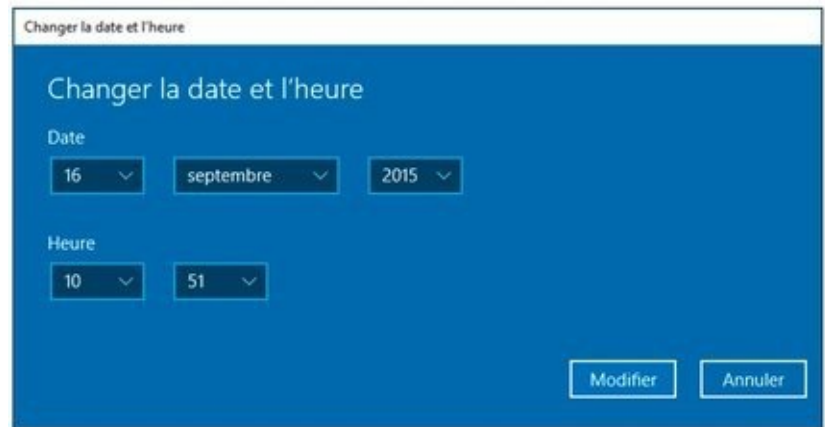 Changer la date et l'heure
Changer la date et l'heure
Date
16 septembre 2015
Heure
10 51
Modifier Annuler